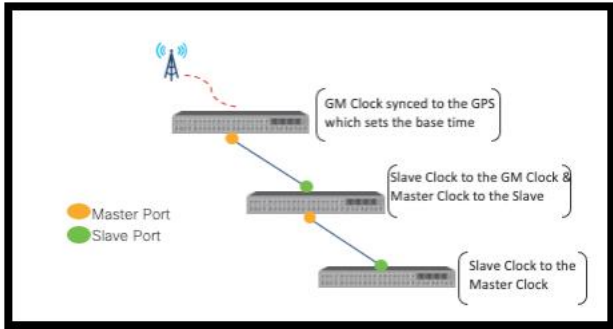 GM Clock synced to the GPS
which sets the base time
Slave Clock to the GM Clock &
Master Clock to the Slave
Master Port
Slave Port
Slave Clock to the
Master Clock